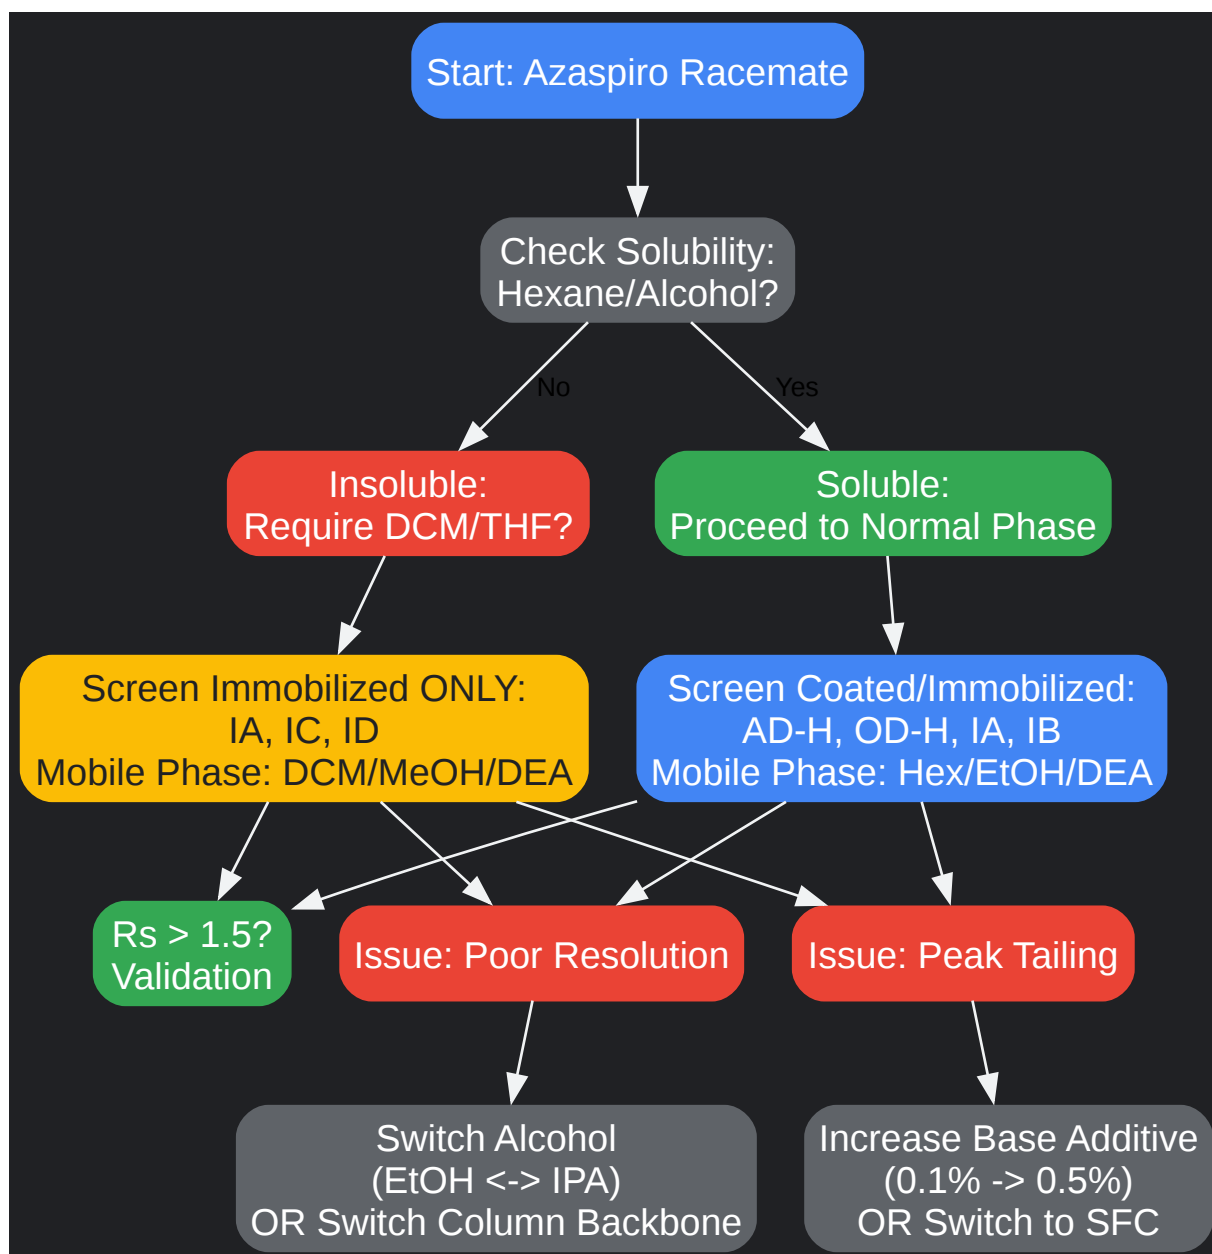 Start: Azaspiro Racemate
Check Solubility:
Hexane/Alcohol?
No
Yes
Insoluble:
Require DCM/THF?
Soluble:
Proceed to Normal Phase
Screen Immobilized ONLY:
IA, IC, ID
Mobile Phase: DCM/MeOH/DEA
Screen Coated/Immobilized:
AD-H, OD-H, IA, IB
Mobile Phase: Hex/EtOH/DEA
Rs > 1.5?
Validation
Issue: Poor Resolution
Issue: Peak Tailing
Switch Alcohol
(EtOH <-> IPA)
OR Switch Column Backbone
Increase Base Additive
(0.1% -> 0.5%)
OR Switch to SFC